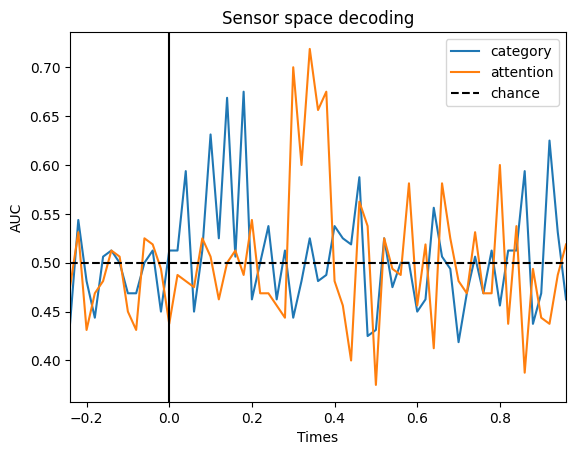 Sensor space decoding
category
attention
chance
AUC
0.70
0.65
0.60
0.55
0.50
0.45
0.40
−0.2 0.0 0.2 0.4 0.6 0.8
Times